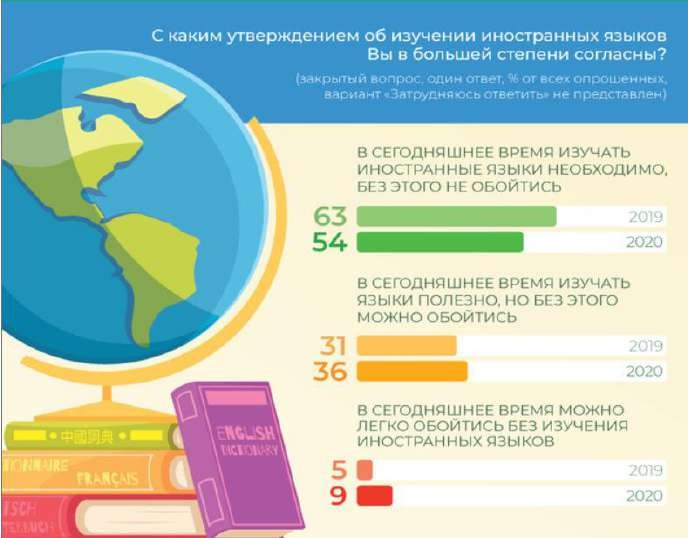 С каким утверждением об изучении иностранных языков
Вы в большей степени согласны?
(закрытый вопрос, один ответ, % от всех опрошенных,
вариант «Затрудняюсь ответить» не представлен)
В СЕГОДНЯШНЕЕ ВРЕМЯ ИЗУЧАТЬ
ИНОСТРАННЫЕ ЯЗЫКИ НЕОБХОДИМО,
БЕЗ ЭТОГО НЕ ОБОЙТИСЬ
63 2019
54 2020
В СЕГОДНЯШНЕЕ ВРЕМЯ ИЗУЧАТЬ
ЯЗЫКИ ПОЛЕЗНО, НО БЕЗ ЭТОГО
МОЖНО ОБОЙТИСЬ
31 2019
36 2020
В СЕГОДНЯШНЕЕ ВРЕМЯ МОЖНО
ЛЕГКО ОБОЙТИСЬ БЕЗ ИЗУЧЕНИЯ
ИНОСТРАННЫХ ЯЗЫКОВ
5 2019
9 2020
ENGLISH
DICTIONARY
中國詞典
TIONNAIRE FRANÇAIS